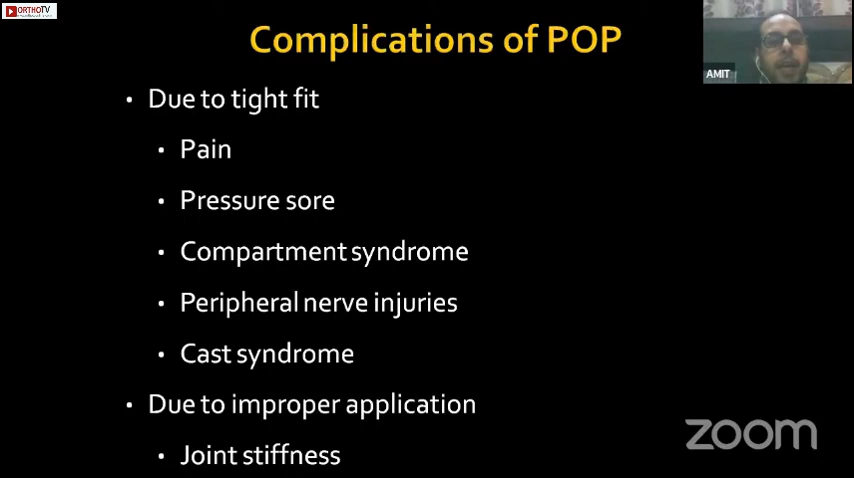 ORTHOTV
Complications of POP
AMIT
• Due to tight fit
• Pain
• Pressure sore
• Compartment syndrome
• Peripheral nerve injuries
• Cast syndrome
• Due to improper application
• Joint stiffness
zoom